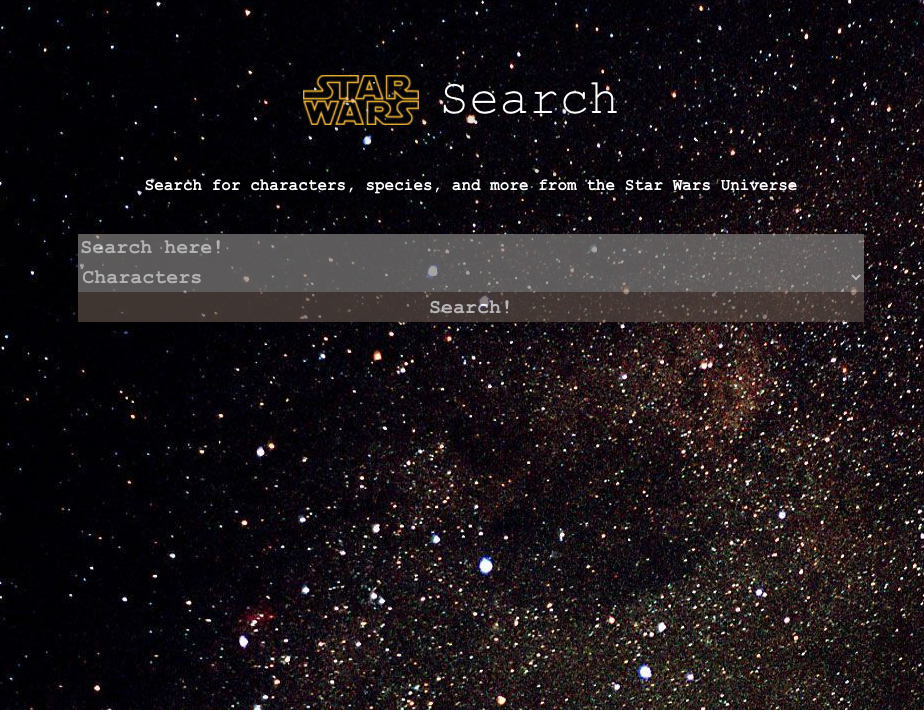 STAR
WARS Search
Search for characters, species, and more from the Star Wars Universe
Search here!
Characters
Search!